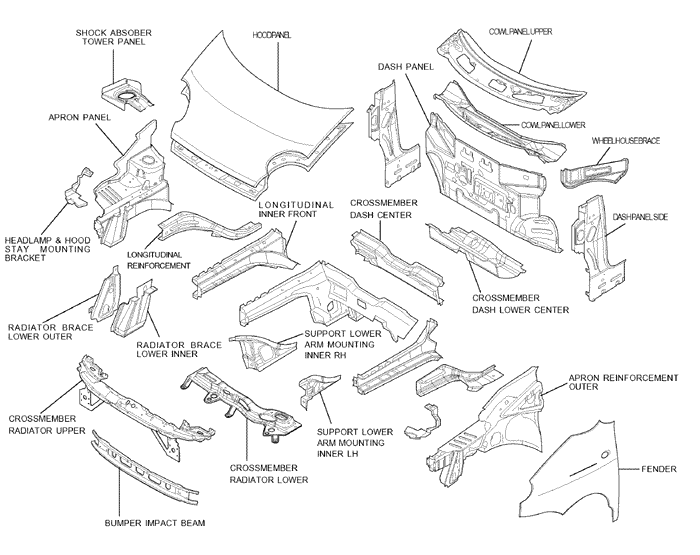 SHOCK ABSOBER
TOWER PANEL
HOODPANEL
COWLPANELUPPER
DASH PANEL
APRON PANEL
COWLPANELLOWER
WHEELHOUSEBRACE
LONGITUDINAL
INNER FRONT
CROSSMEMBER
DASH CENTER
DASHPANELSIDE
HEADLAMP & HOOD
STAY MOUNTING
BRACKET
LONGITUDINAL
REINFORCEMENT
CROSSMEMBER
DASH LOWER CENTER
RADIATOR BRACE
LOWER OUTER
RADIATOR BRACE
LOWER INNER
SUPPORT LOWER
ARM MOUNTING
INNER RH
APRON REINFORCEMENT
OUTER
CROSSMEMBER
RADIATOR UPPER
SUPPORT LOWER
ARM MOUNTING
INNER LH
CROSSMEMBER
RADIATOR LOWER
FENDER
BUMPER IMPACT BEAM